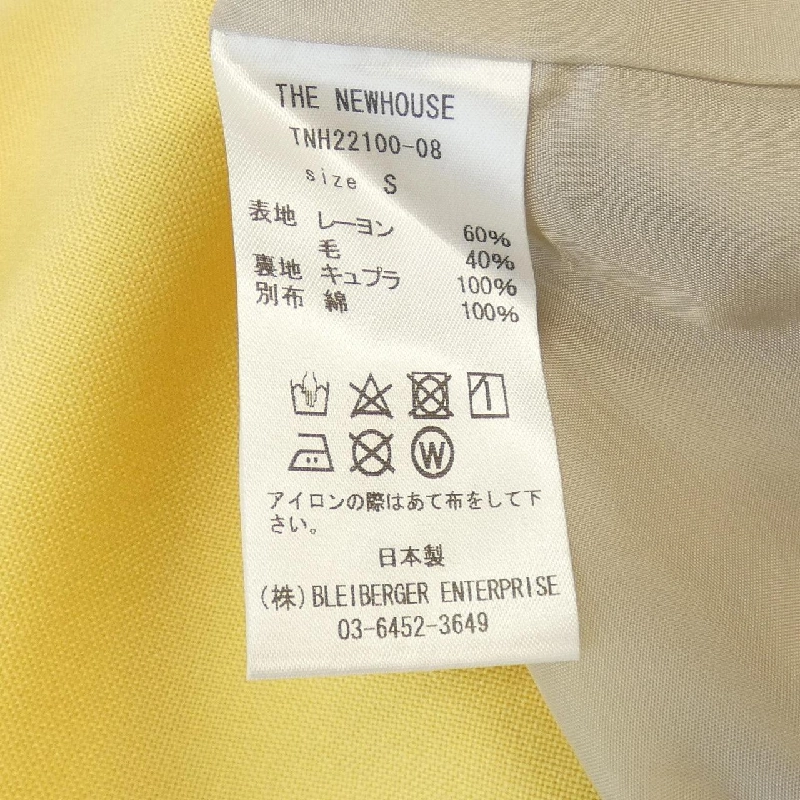 THE NEWHOUSE
TNH22100-08
size S
表地 レーヨン 60%
毛 40%
裏地 キュプラ 100%
別布 綿 100%
W
アイロンの際はあて布をして下
さい。
日本製
(株)BLEIBERGER ENTERPRISE
03-6452-3649